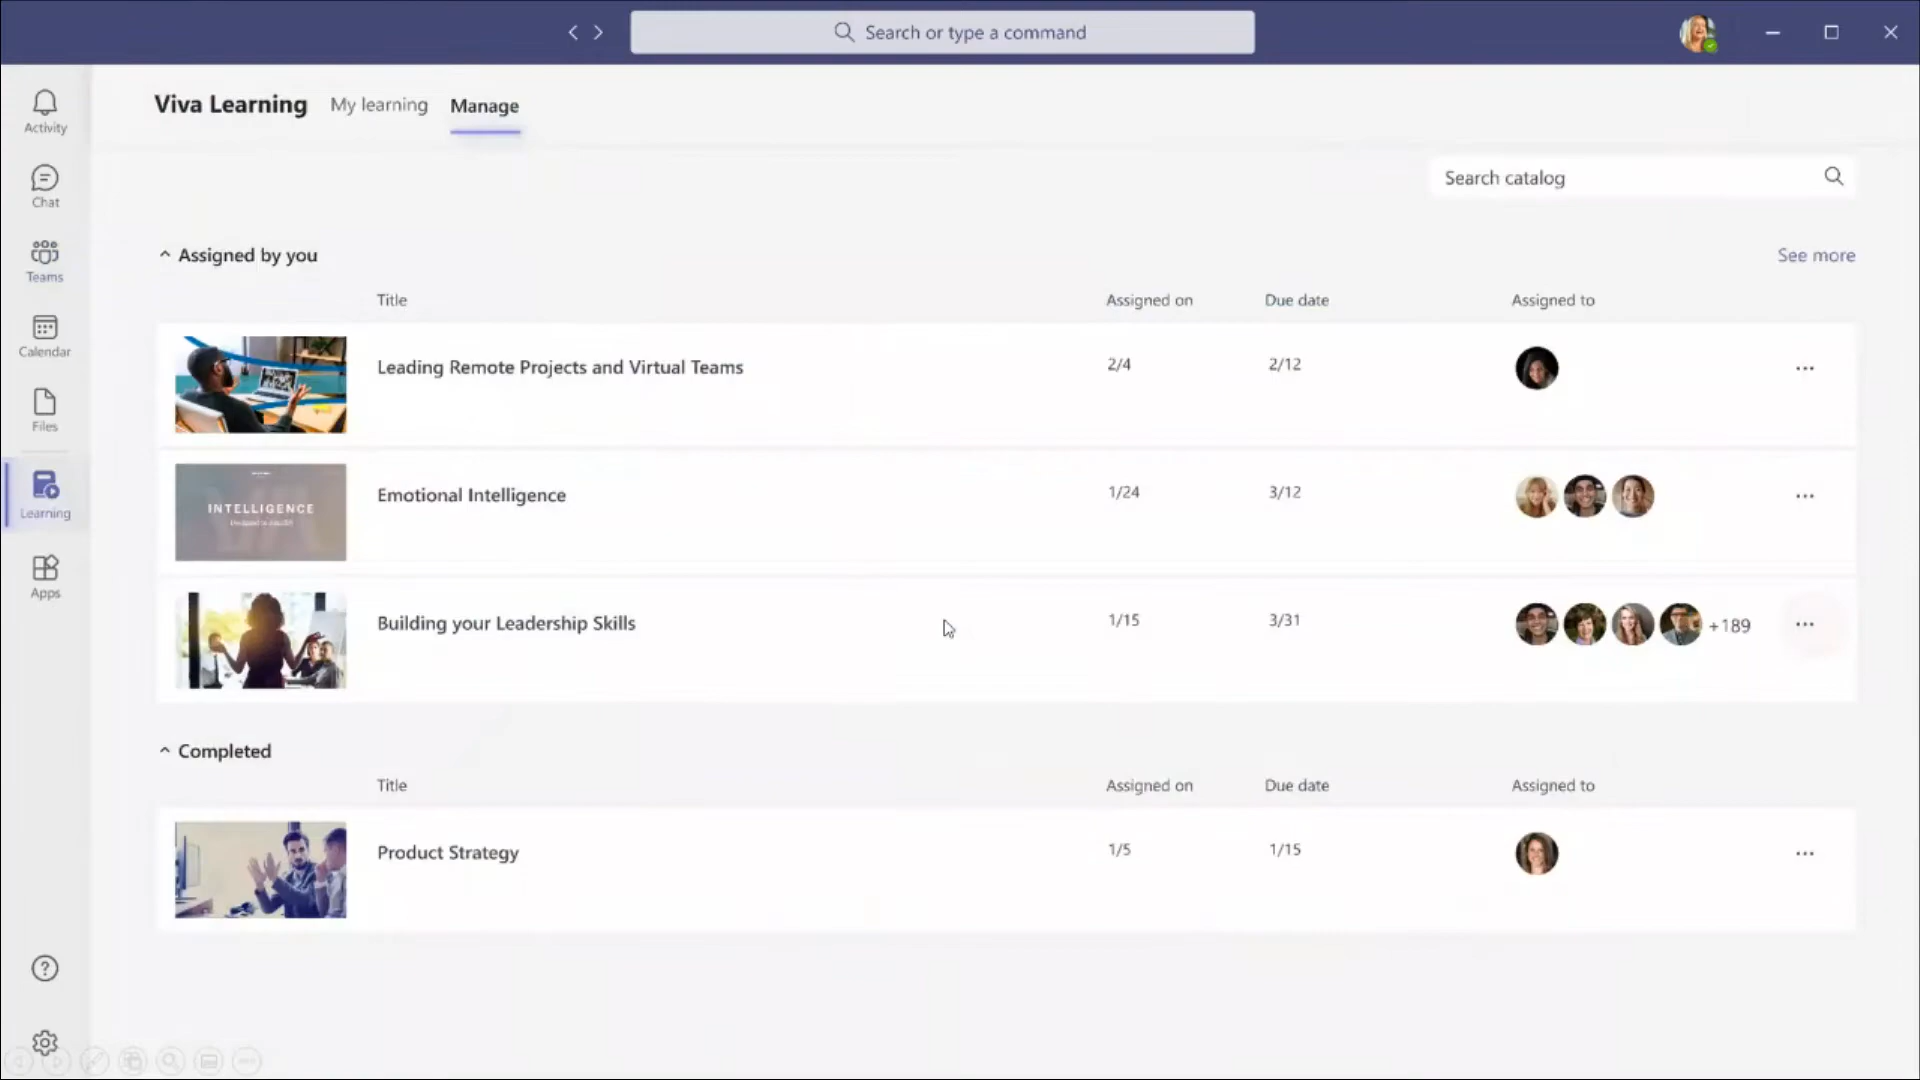 Search or type a command
Activity
Chat
Teams
Calendar
Files
Learning
Apps
Viva Learning My learning Manage
Search catalog
Assigned by you See more
Title Assigned on Due date Assigned to
Leading Remote Projects and Virtual Teams 2/4 2/12
INTELLIGENCE
Emotional Intelligence 1/24 3/12
Building your Leadership Skills 1/15 3/31 +189
Completed
Title Assigned on Due date Assigned to
Product Strategy 1/5 1/15